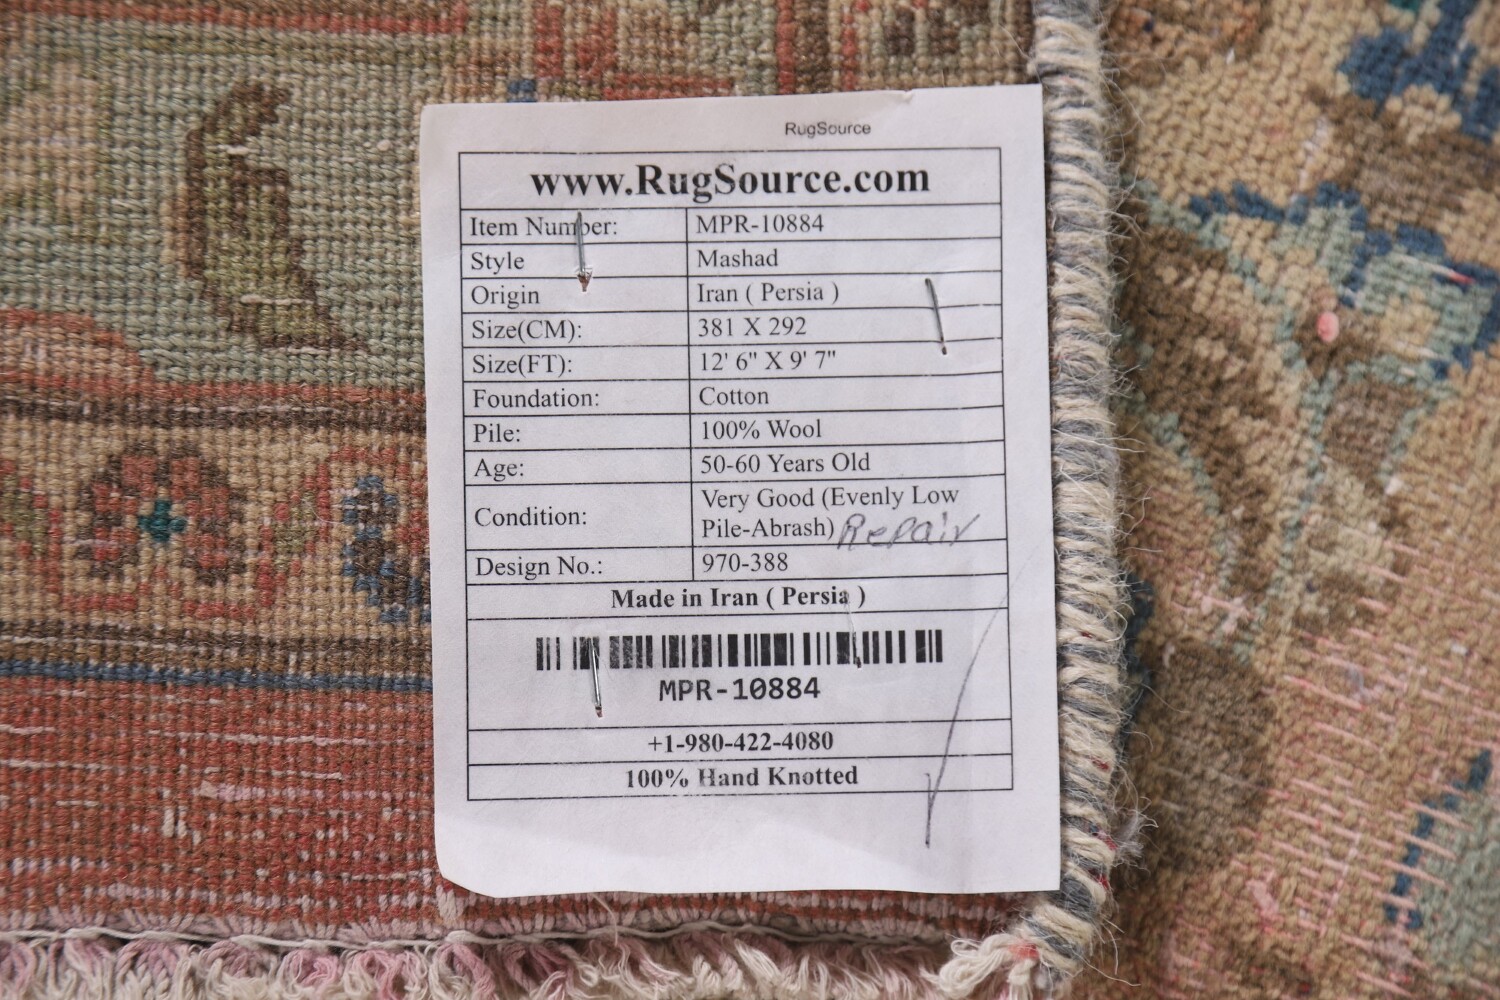 RugSource
www.RugSource.com
Item Number: MPR-10884
Style Mashad
Origin Iran ( Persia )
Size(CM): 381 X 292
Size(FT): 12' 6" X 9' 7"
Foundation: Cotton
Pile: 100% Wool
Age: 50-60 Years Old
Condition: Very Good (Evenly Low
Pile-Abrash) Repair
Design No.: 970-388
Made in Iran ( Persia )
MPR-10884
+1-980-422-4080
100% Hand Knotted